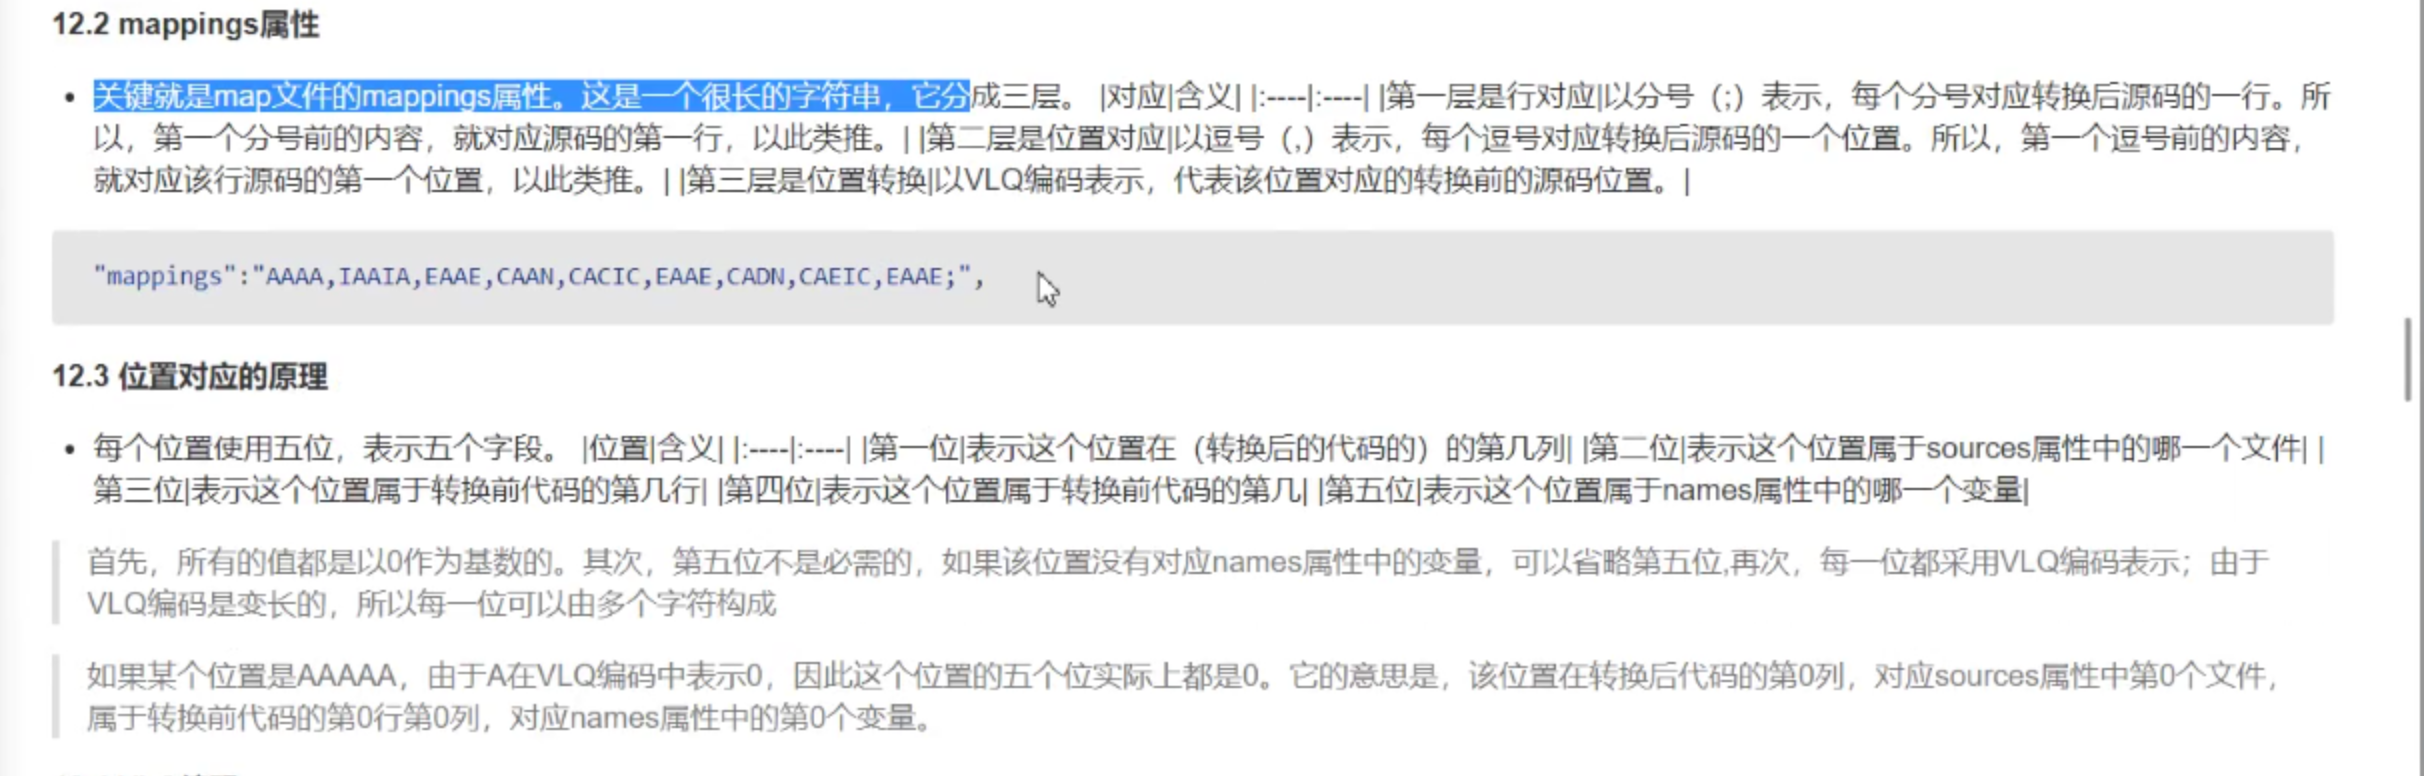 12.2 mappings属性
• 关键就是map文件的mappings属性。这是一个很长的字符串，它分成三层。 |对应|含义| |:----|:----| |第一层是行对应|以分号（;）表示，每个分号对应转换后源码的一行。所
以，第一个分号前的内容，就对应源码的第一行，以此类推。| |第二层是位置对应|以逗号（,）表示，每个逗号对应转换后源码的一个位置。所以，第一个逗号前的内容，
就对应该行源码的第一个位置，以此类推。| |第三层是位置转换|以VLQ编码表示，代表该位置对应的转换前的源码位置。|
"mappings":"AAAA,IAAIA,EAAE,CAAN,CACIC,EAAE,CADN,CAEIC,EAAE;",
12.3 位置对应的原理
• 每个位置使用五位，表示五个字段。 |位置|含义| |:----|:----| |第一位|表示这个位置在（转换后的代码的）的第几列| |第二位|表示这个位置属于sources属性中的哪一个文件| |
第三位|表示这个位置属于转换前代码的第几行| |第四位|表示这个位置属于转换前代码的第几| |第五位|表示这个位置属于names属性中的哪一个变量|
首先，所有的值都是以0作为基数的。其次，第五位不是必需的，如果该位置没有对应names属性中的变量，可以省略第五位,再次，每一位都采用VLQ编码表示；由于
VLQ编码是变长的，所以每一位可以由多个字符构成
如果某个位置是AAAAA，由于A在VLQ编码中表示0，因此这个位置的五个位实际上都是0。它的意思是，该位置在转换后代码的第0列，对应sources属性中第0个文件，
属于转换前代码的第0行第0列，对应names属性中的第0个变量。